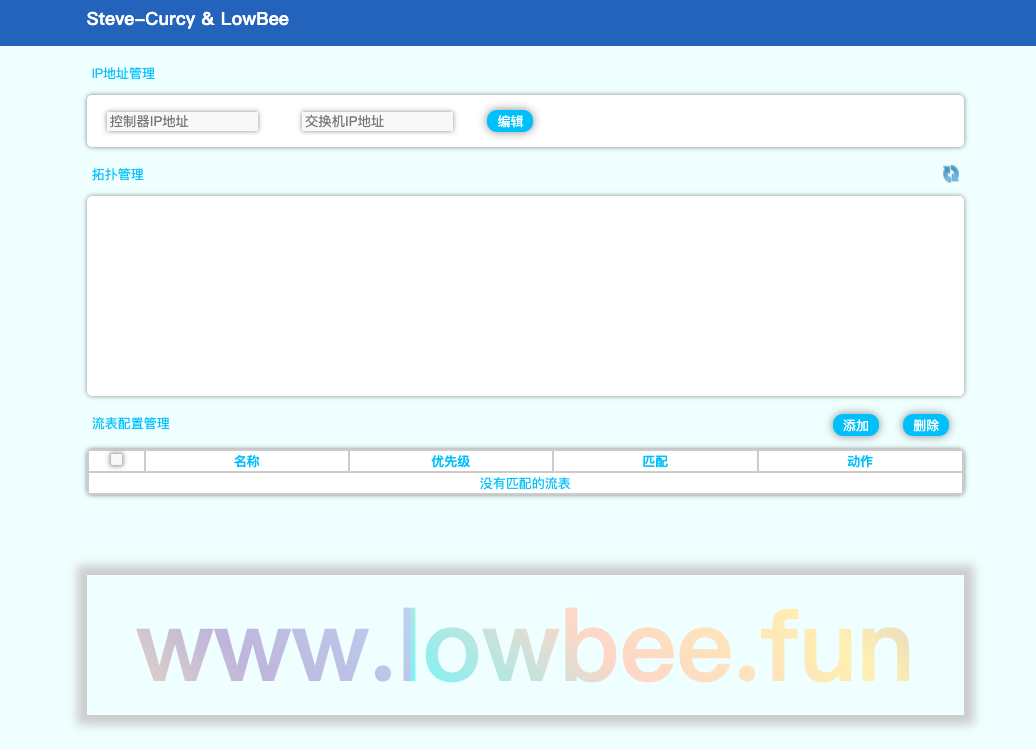 Steve-Curcy & LowBee
IP地址管理
控制器IP地址 交换机IP地址 编辑
拓扑管理
流表配置管理 添加 删除
名称 优先级 匹配 动作
没有匹配的流表
www.lowbee.fun